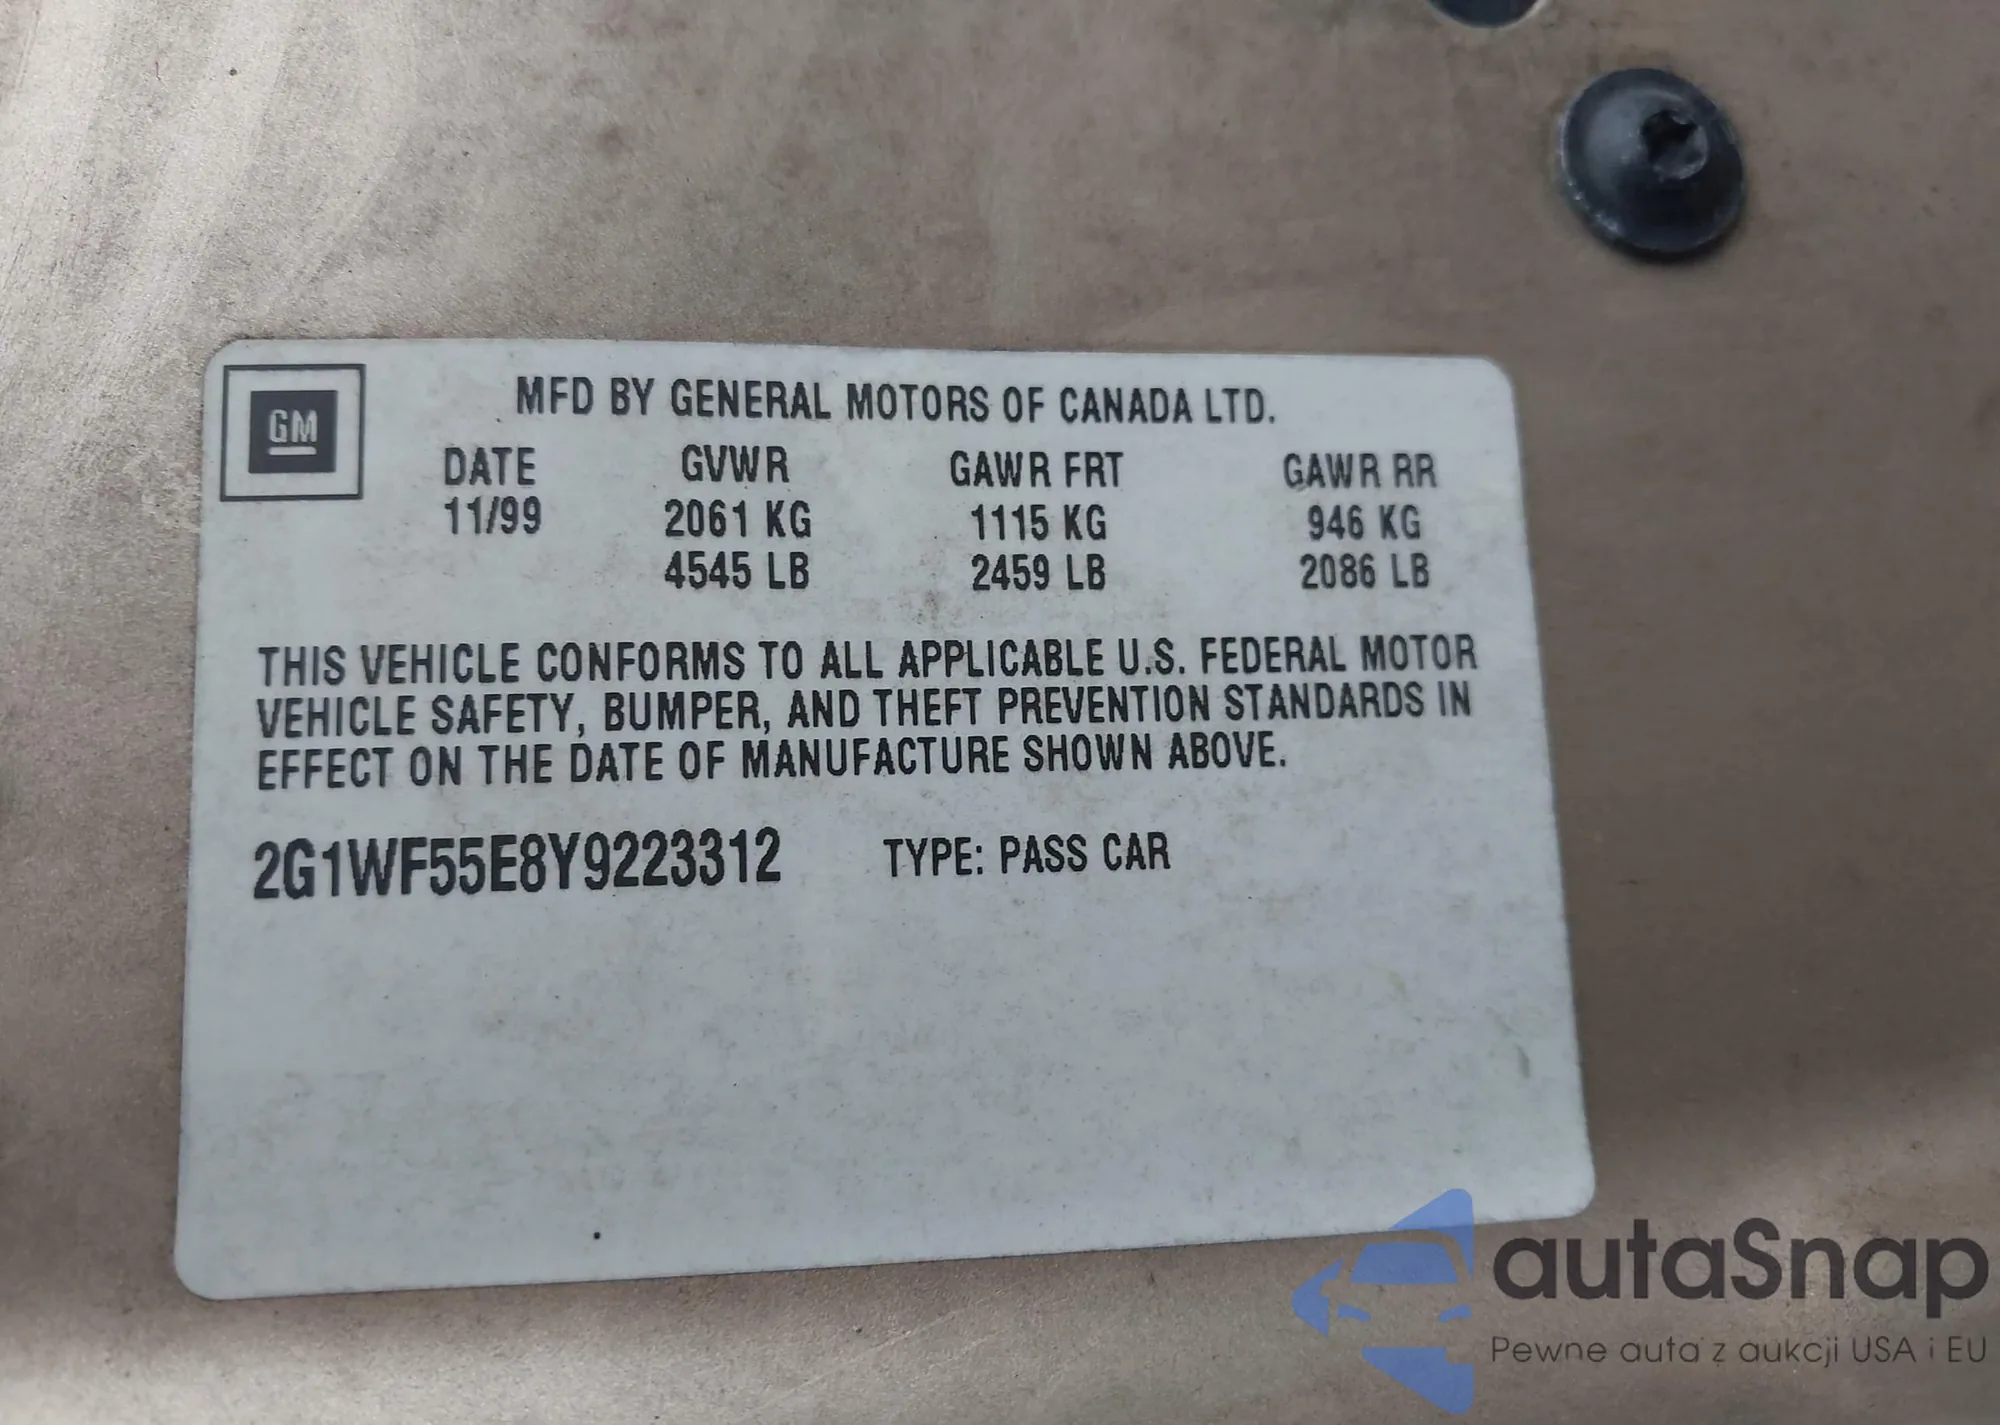 GM
MFD BY GENERAL MOTORS OF CANADA LTD.
DATE GVWR GAWR FRT GAWR RR
11/99 2061 KG 1115 KG 946 KG
4545 LB 2459 LB 2086 LB
THIS VEHICLE CONFORMS TO ALL APPLICABLE U.S. FEDERAL MOTOR
VEHICLE SAFETY, BUMPER, AND THEFT PREVENTION STANDARDS IN
EFFECT ON THE DATE OF MANUFACTURE SHOWN ABOVE.
2G1WF55E8Y9223312 TYPE: PASS CAR
autaSnap
Pewne auta z aukcji USA i EU